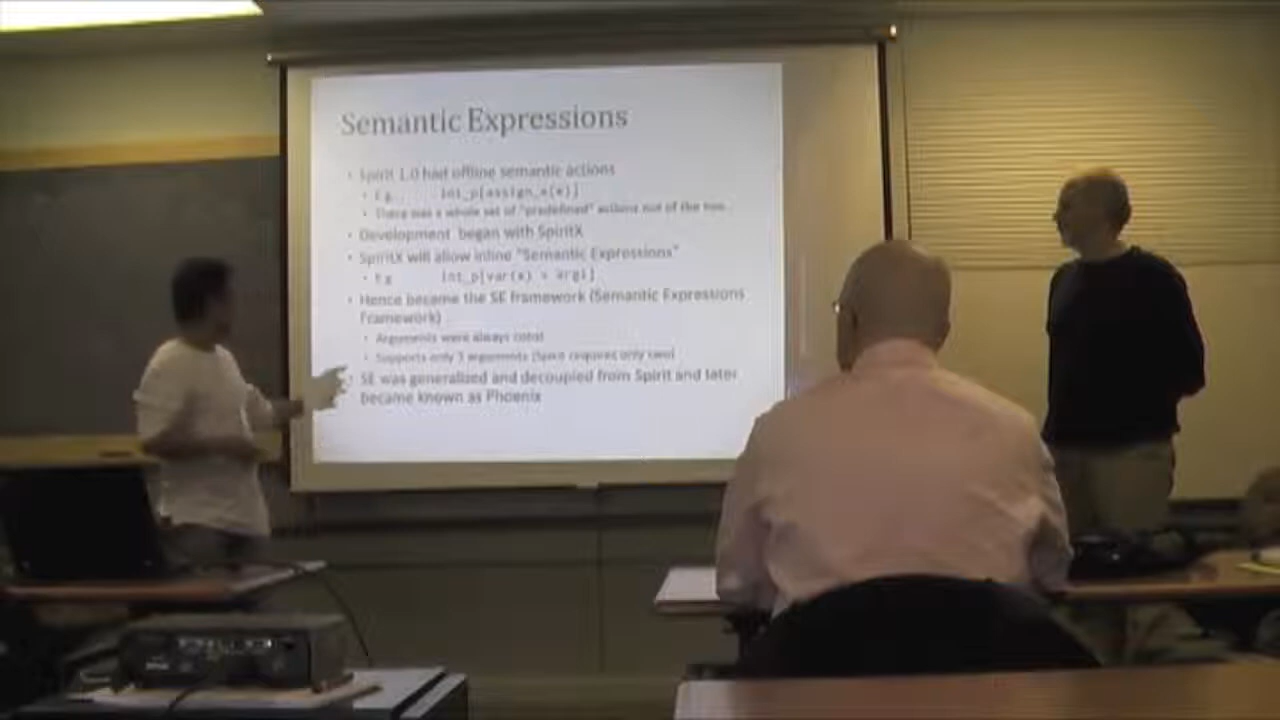 Semantic Expressions
Spirit 1.0 had offline semantic actions
int_p[assign_a(x)]
There was a whole set of "predefined" actions out of the box
Development began with SpiritX
SpiritX will allow inline "Semantic Expressions"
int_p[var(x) = arg1]
Hence became the SE framework (Semantic Expressions
Framework)
Arguments were always const
Supports only 3 arguments (Spirit requires only two)
SE was generalized and decoupled from Spirit and later
became known as Phoenix